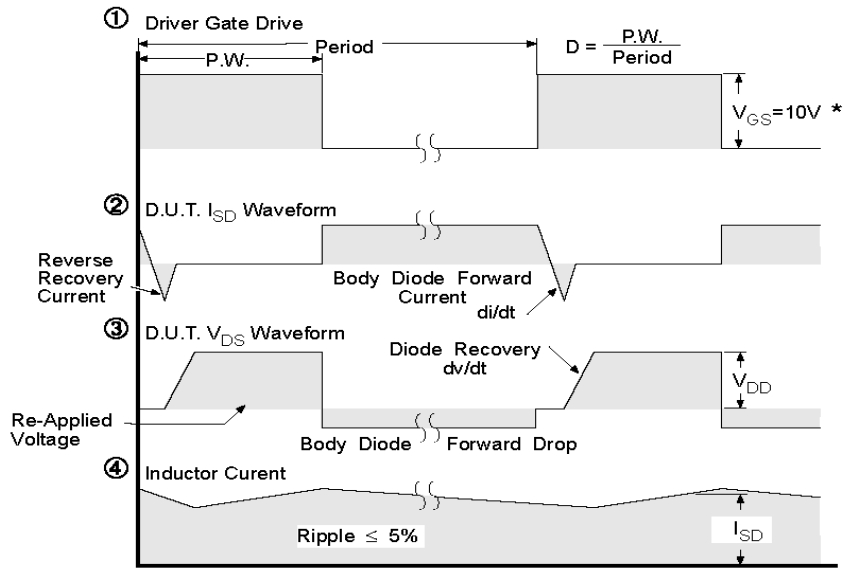 ① Driver Gate Drive
Period
P.W.
D = P.W. / Period
V_GS=10V *
② D.U.T. I_SD Waveform
Reverse
Recovery
Current
Body Diode Forward
Current
di/dt
③ D.U.T. V_DS Waveform
Diode Recovery
dv/dt
V_DD
Re-Applied
Voltage
Body Diode Forward Drop
④ Inductor Curent
Ripple ≤ 5%
I_SD